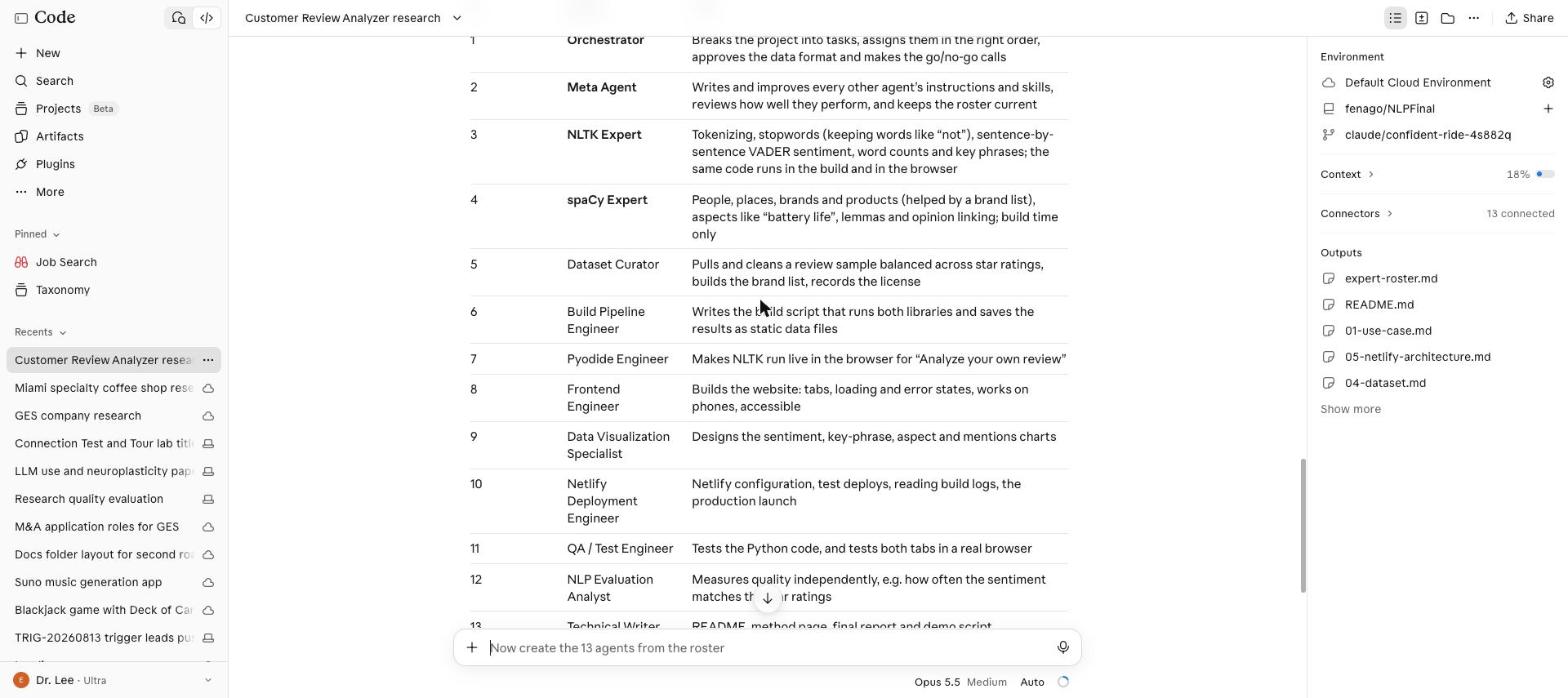 Code
Customer Review Analyzer research
Share
New
Search
Projects Beta
Artifacts
Plugins
More
Pinned
Job Search
Taxonomy
Recents
Customer Review Analyzer resea
Miami specialty coffee shop rese
GES company research
Connection Test and Tour lab titl
LLM use and neuroplasticity pap
Research quality evaluation
M&A application roles for GES
Docs folder layout for second ro
Suno music generation app
Blackjack game with Deck of Car
TRIG-20260813 trigger leads pu
E Dr. Lee · Ultra
1 Orchestrator Breaks the project into tasks, assigns them in the right order,
approves the data format and makes the go/no-go calls
2 Meta Agent Writes and improves every other agent's instructions and skills,
reviews how well they perform, and keeps the roster current
3 NLTK Expert Tokenizing, stopwords (keeping words like “not”), sentence-by-
sentence VADER sentiment, word counts and key phrases; the
same code runs in the build and in the browser
4 spaCy Expert People, places, brands and products (helped by a brand list),
aspects like “battery life”, lemmas and opinion linking; build time
only
5 Dataset Curator Pulls and cleans a review sample balanced across star ratings,
builds the brand list, records the license
6 Build Pipeline Writes the build script that runs both libraries and saves the
Engineer results as static data files
7 Pyodide Engineer Makes NLTK run live in the browser for “Analyze your own review”
8 Frontend Builds the website: tabs, loading and error states, works on
Engineer phones, accessible
9 Data Visualization Designs the sentiment, key-phrase, aspect and mentions charts
Specialist
10 Netlify Netlify configuration, test deploys, reading build logs, the
Deployment production launch
Engineer
11 QA / Test Engineer Tests the Python code, and tests both tabs in a real browser
12 NLP Evaluation Measures quality independently, e.g. how often the sentiment
Analyst matches ratings
13 Technical Writer README, method page, final report and demo script
Now create the 13 agents from the roster
Opus 5.5 Medium Auto
Environment
Default Cloud Environment
fenago/NLPFinal
claude/confident-ride-4s882q
Context 18%
Connectors 13 connected
Outputs
expert-roster.md
README.md
01-use-case.md
05-netlify-architecture.md
04-dataset.md
Show more